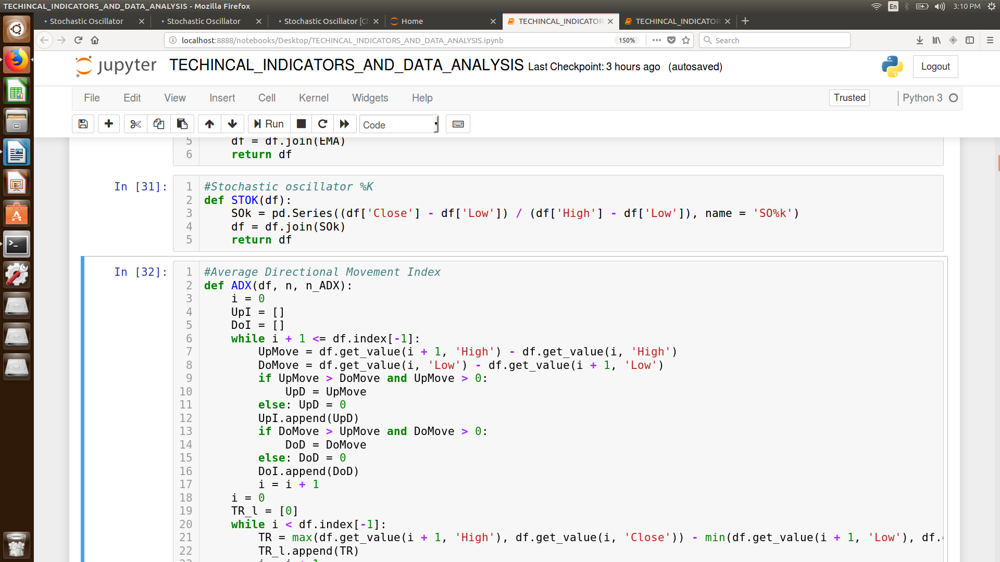 TECHINCAL_INDICATORS_AND_DATA_ANALYSIS - Mozilla Firefox
En
3:10 PM
• Stochastic Oscillator
• Stochastic Oscillator
• Stochastic Oscillator [Ch
Home
TECHINCAL_INDICATOR
TECHINCAL_INDICATOR
localhost:8888/notebooks/Desktop/TECHINCAL_INDICATORS_AND_DATA_ANALYSIS.ipynb
150%
Search
jupyter
TECHINCAL_INDICATORS_AND_DATA_ANALYSIS Last Checkpoint: 3 hours ago (autosaved)
Logout
File Edit View Insert Cell Kernel Widgets Help
Trusted
Python 3
Run
Code
5     df = df.join(EMA)
6     return df
In [31]:
1 #Stochastic oscillator %K
2 def STOK(df):
3     SOk = pd.Series((df['Close'] - df['Low']) / (df['High'] - df['Low']), name = 'SO%k')
4     df = df.join(SOk)
5     return df
In [32]:
1 #Average Directional Movement Index
2 def ADX(df, n, n_ADX):
3     i = 0
4     UpI = []
5     DoI = []
6     while i + 1 <= df.index[-1]:
7         UpMove = df.get_value(i + 1, 'High') - df.get_value(i, 'High')
8         DoMove = df.get_value(i, 'Low') - df.get_value(i + 1, 'Low')
9         if UpMove > DoMove and UpMove > 0:
10             UpD = UpMove
11         else: UpD = 0
12         UpI.append(UpD)
13         if DoMove > UpMove and DoMove > 0:
14             DoD = DoMove
15         else: DoD = 0
16         DoI.append(DoD)
17         i = i + 1
18     i = 0
19     TR_l = [0]
20     while i < df.index[-1]:
21         TR = max(df.get_value(i + 1, 'High'), df.get_value(i, 'Close')) - min(df.get_value(i + 1, 'Low'), df.
22         TR_l.append(TR)